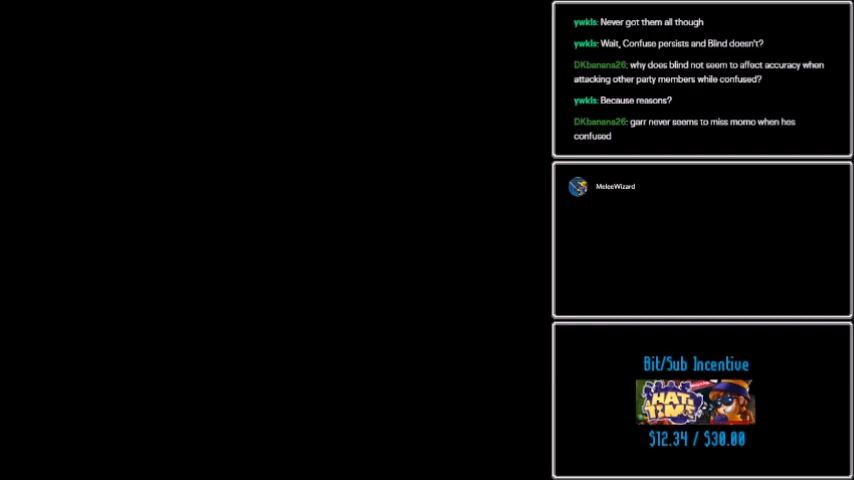 ywkls: Never got them all though
ywkls: Wait, Confuse persists and Blind doesn't?
DKbanana26: why does blind not seem to affect accuracy when
attacking other party members while confused?
ywkls: Because reasons?
DKbanana26: garr never seems to miss momo when hes
confused
MeleeWizard
Bit/Sub Incentive
HAT
TIME
$12.34 / $30.00